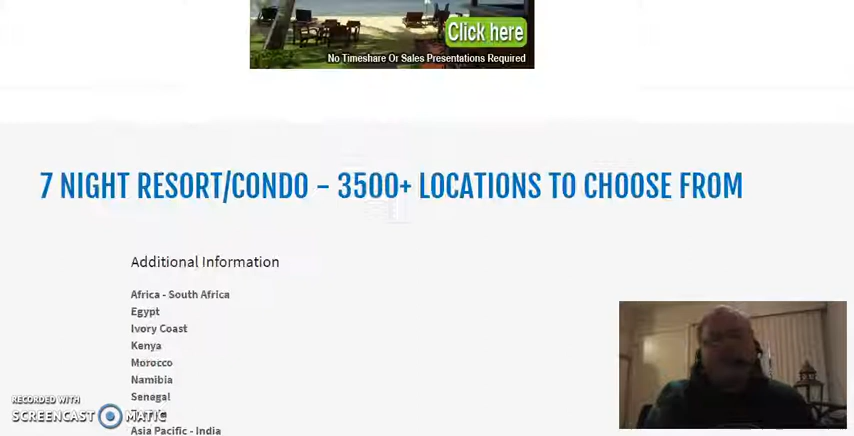 Click here
No Timeshare Or Sales Presentations Required
7 NIGHT RESORT/CONDO – 3500+ LOCATIONS TO CHOOSE FROM
Additional Information
Africa - South Africa
Egypt
Ivory Coast
Kenya
Morocco
Namibia
Senegal
Asia Pacific - India
RECORDED WITH
SCREENCAST MATIC